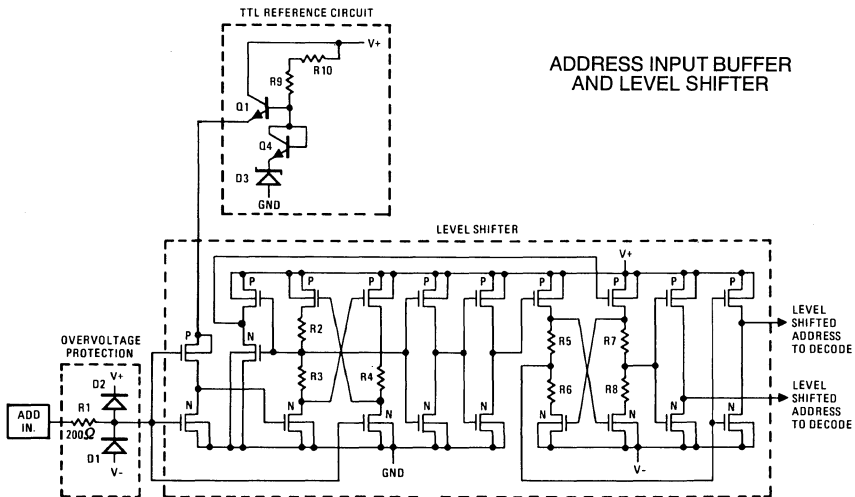 TTL REFERENCE CIRCUIT
V+
R10
R9
Q1
Q4
D3
GND
ADDRESS INPUT BUFFER
AND LEVEL SHIFTER
LEVEL SHIFTER
V+
P P P P P P P P P
R2
R3
R4
R5
R6
R7
R8
P
N
N
N
N
N
N
N
N
N
N
N
GND
V-
OVERVOLTAGE
PROTECTION
V+
D2
R1
200Ω
D1
V-
ADD
IN.
LEVEL
SHIFTED
ADDRESS
TO DECODE
LEVEL
SHIFTED
ADDRESS
TO DECODE